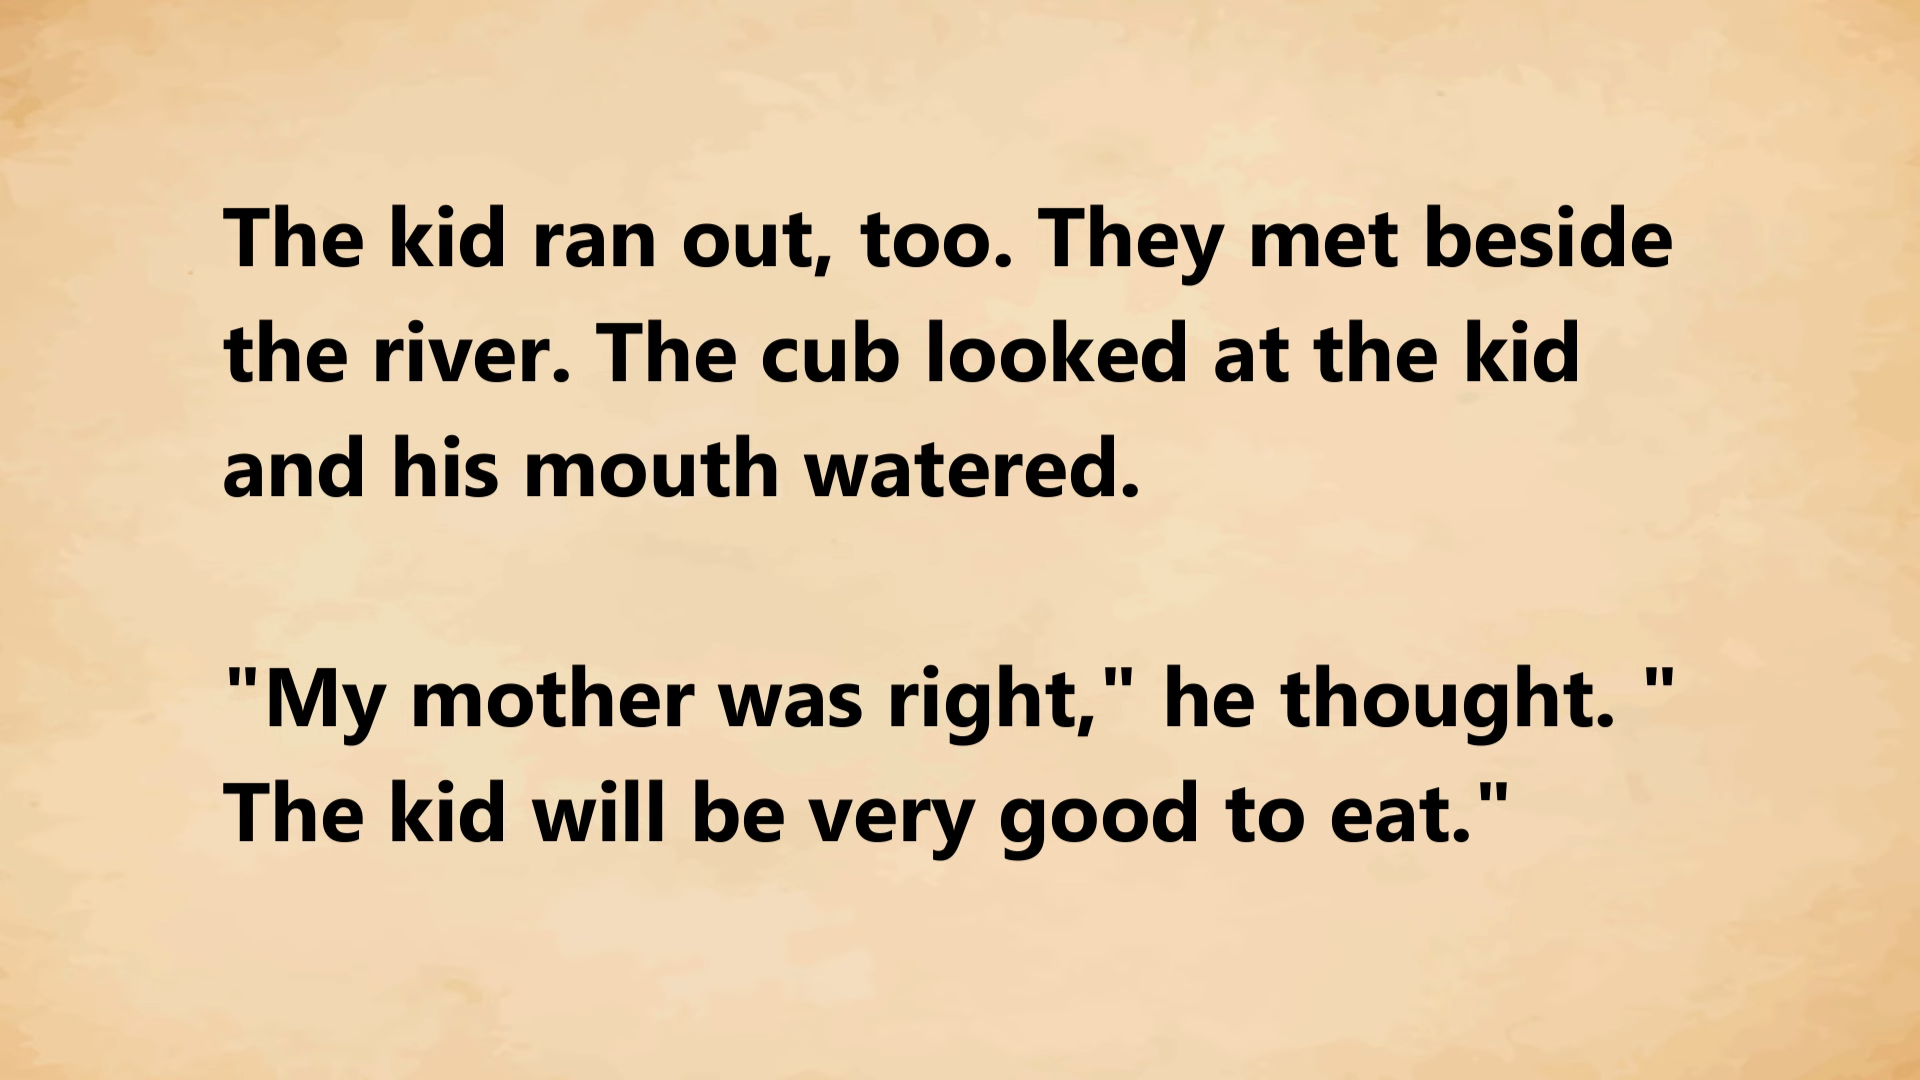 The kid ran out, too. They met beside
the river. The cub looked at the kid
and his mouth watered.
"My mother was right," he thought. "
The kid will be very good to eat."